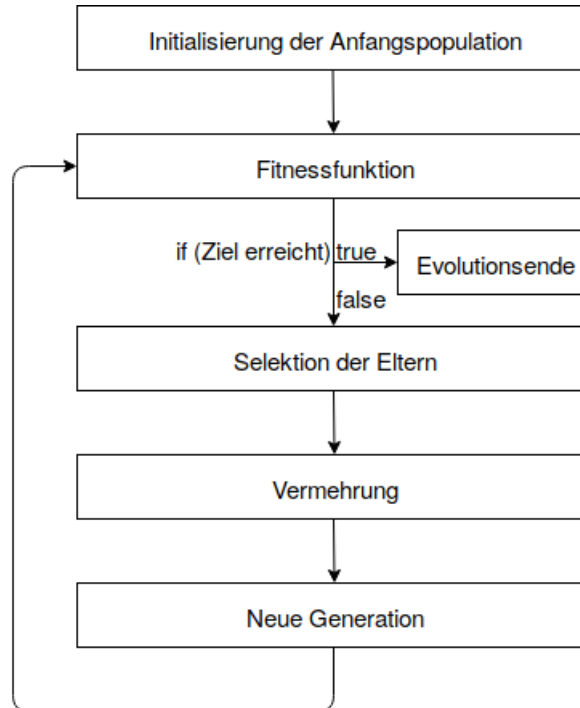 Initialisierung der Anfangspopulation
Fitnessfunktion
if (Ziel erreicht) true
Evolutionsende
false
Selektion der Eltern
Vermehrung
Neue Generation